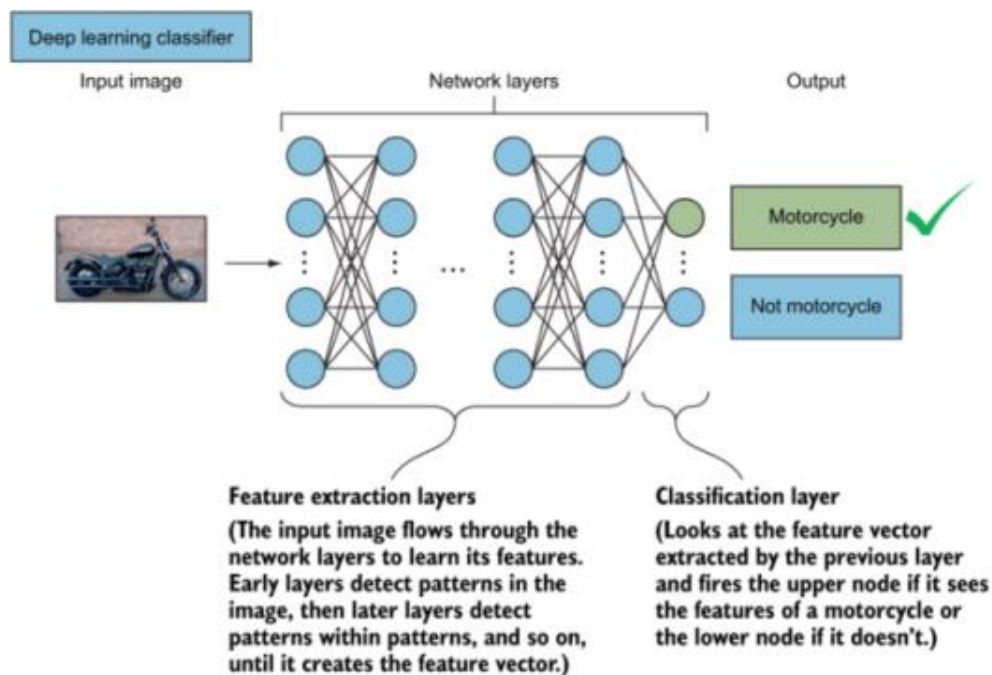 Deep learning classifier
Input image
Network layers
Output
Motorcycle
Not motorcycle
Feature extraction layers
(The input image flows through the
network layers to learn its features.
Early layers detect patterns in the
image, then later layers detect
patterns within patterns, and so on,
until it creates the feature vector.)
Classification layer
(Looks at the feature vector
extracted by the previous layer
and fires the upper node if it sees
the features of a motorcycle or
the lower node if it doesn't.)